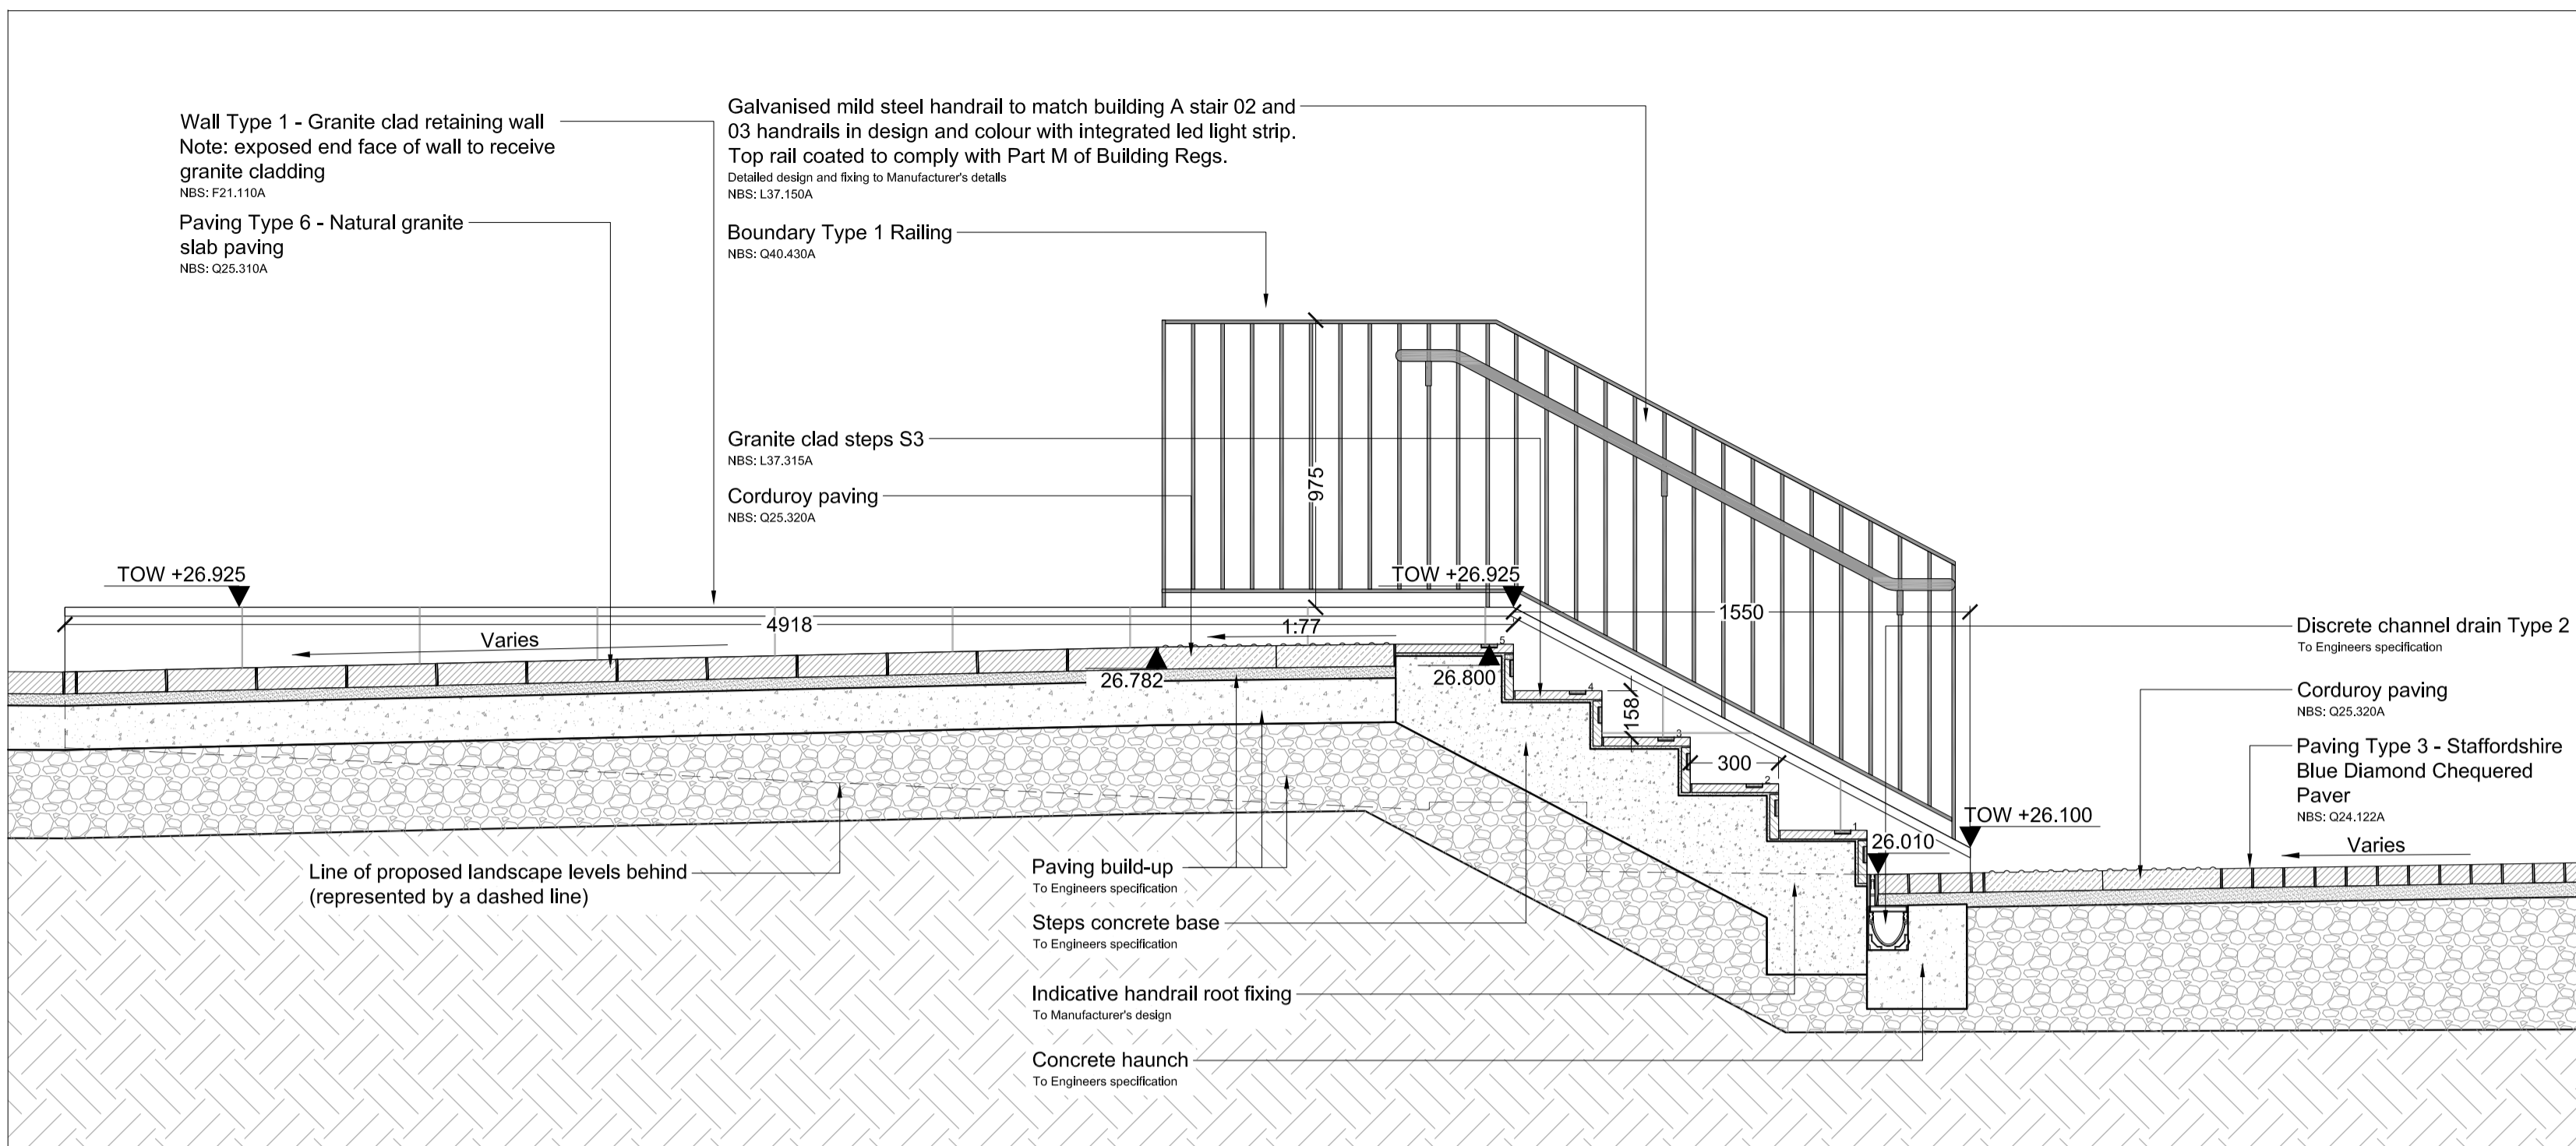 Wall Type 1 - Granite clad retaining wall
Note: exposed end face of wall to receive
granite cladding
NBS: F21.110A
Paving Type 6 - Natural granite
slab paving
NBS: Q25.310A
Galvanised mild steel handrail to match building A stair 02 and
03 handrails in design and colour with integrated led light strip.
Top rail coated to comply with Part M of Building Regs.
Detailed design and fixing to Manufacturer's details
NBS: L37.150A
Boundary Type 1 Railing
NBS: Q40.430A
Granite clad steps S3
NBS: L37.315A
Corduroy paving
NBS: Q25.320A
975
TOW +26.925
TOW +26.925
4918
1:77
1550
Varies
26.782
26.800
5
4
158
3
300
2
1
26.010
TOW +26.100
Discrete channel drain Type 2
To Engineers specification
Corduroy paving
NBS: Q25.320A
Paving Type 3 - Staffordshire
Blue Diamond Chequered
Paver
NBS: Q24.122A
Varies
Line of proposed landscape levels behind
(represented by a dashed line)
Paving build-up
To Engineers specification
Steps concrete base
To Engineers specification
Indicative handrail root fixing
To Manufacturer's design
Concrete haunch
To Engineers specification